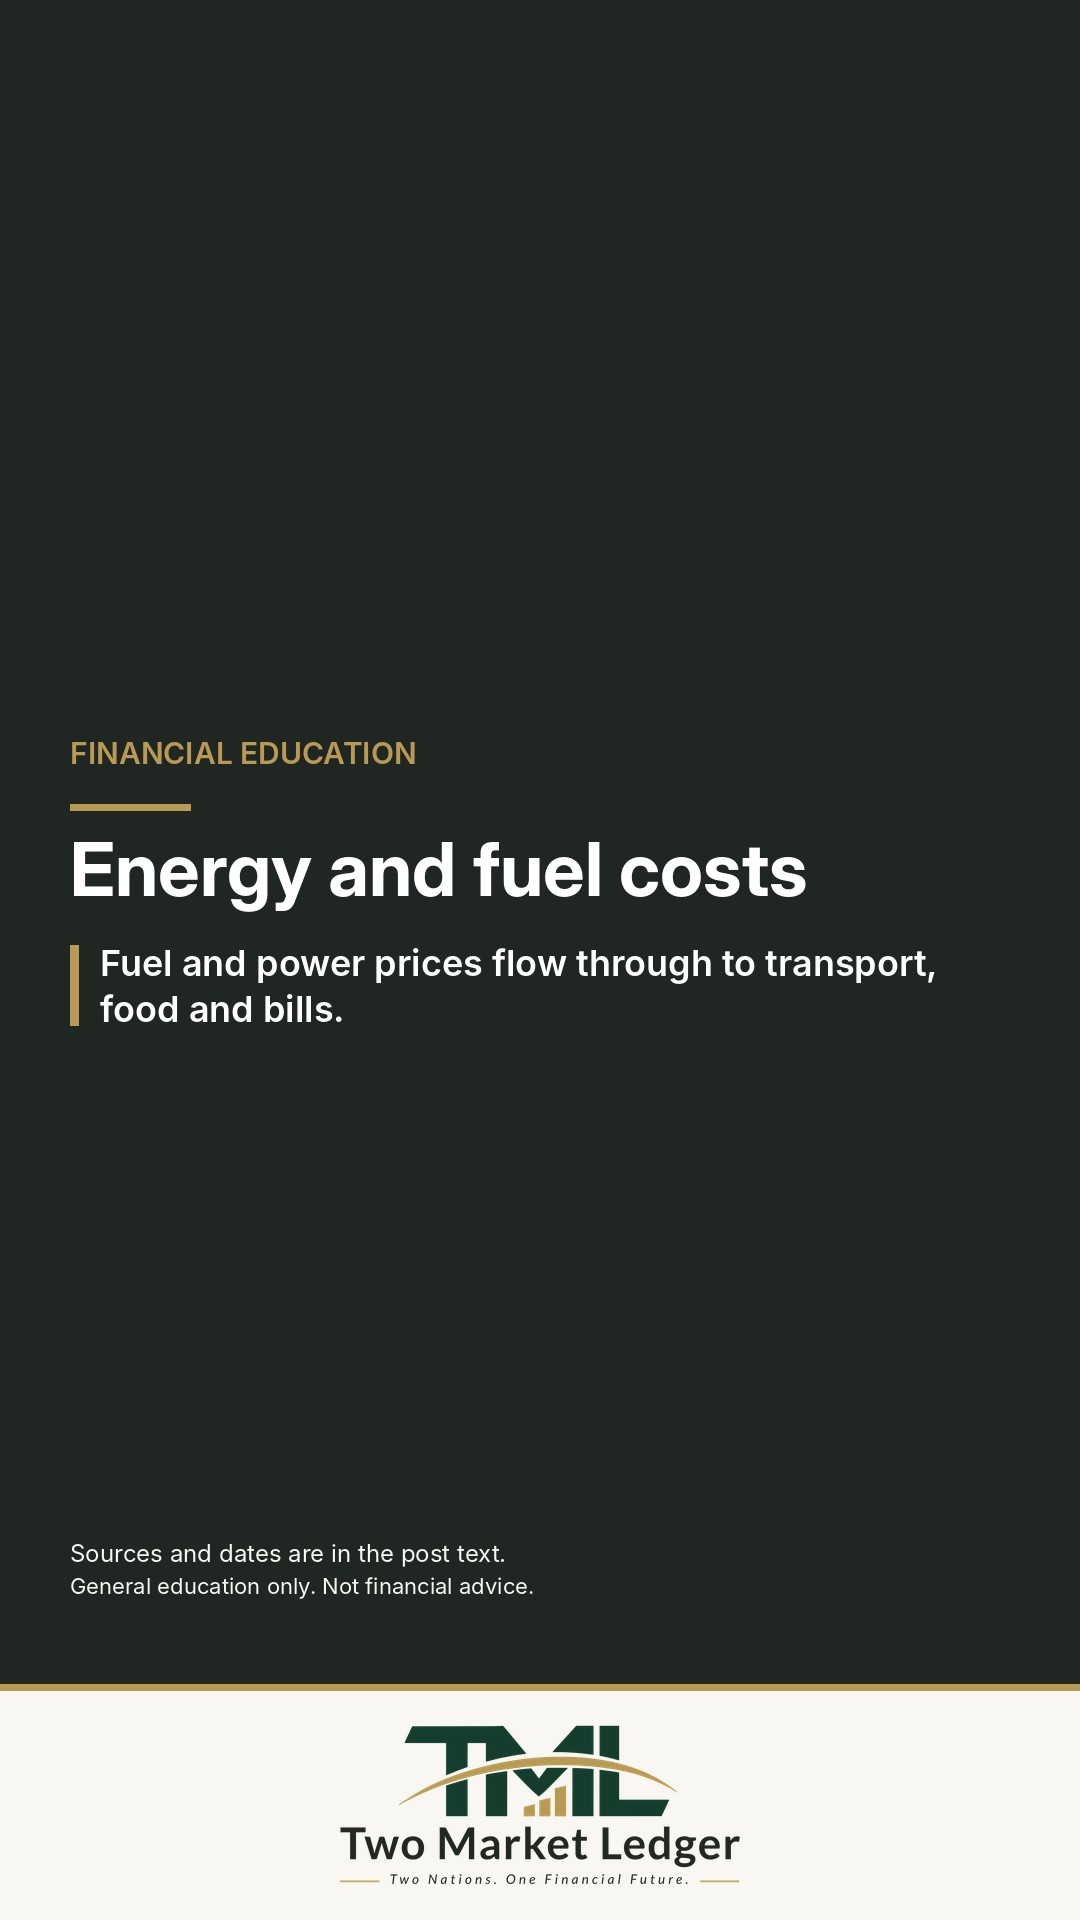 FINANCIAL EDUCATION
Energy and fuel costs
Fuel and power prices flow through to transport,
food and bills.
Sources and dates are in the post text.
General education only. Not financial advice.
TML
Two Market Ledger
Two Nations. One Financial Future.